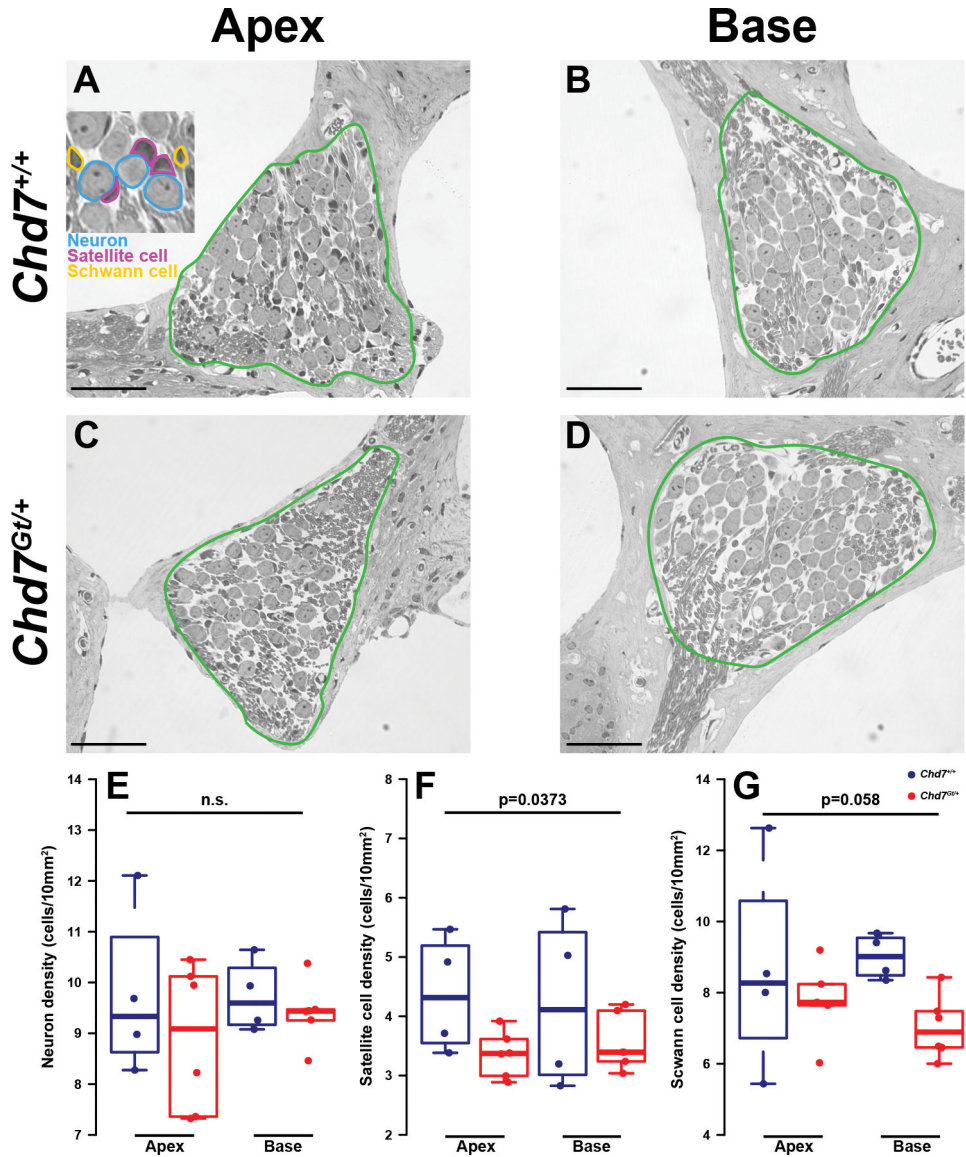 Apex Base
Chd7+/+
A
Neuron
Satellite cell
Schwann cell
B
Chd7Gt/+
C
D
E
n.s.
Neuron density (cells/10mm²)
14
13
12
11
10
9
8
7
Apex Base
F
p=0.0373
Satellite cell density (cells/10mm²)
8
7
6
5
4
3
2
Apex Base
G
Chd7+/+
Chd7Gt/+
p=0.058
Scwann cell density (cells/10mm²)
14
12
10
8
6
4
Apex Base